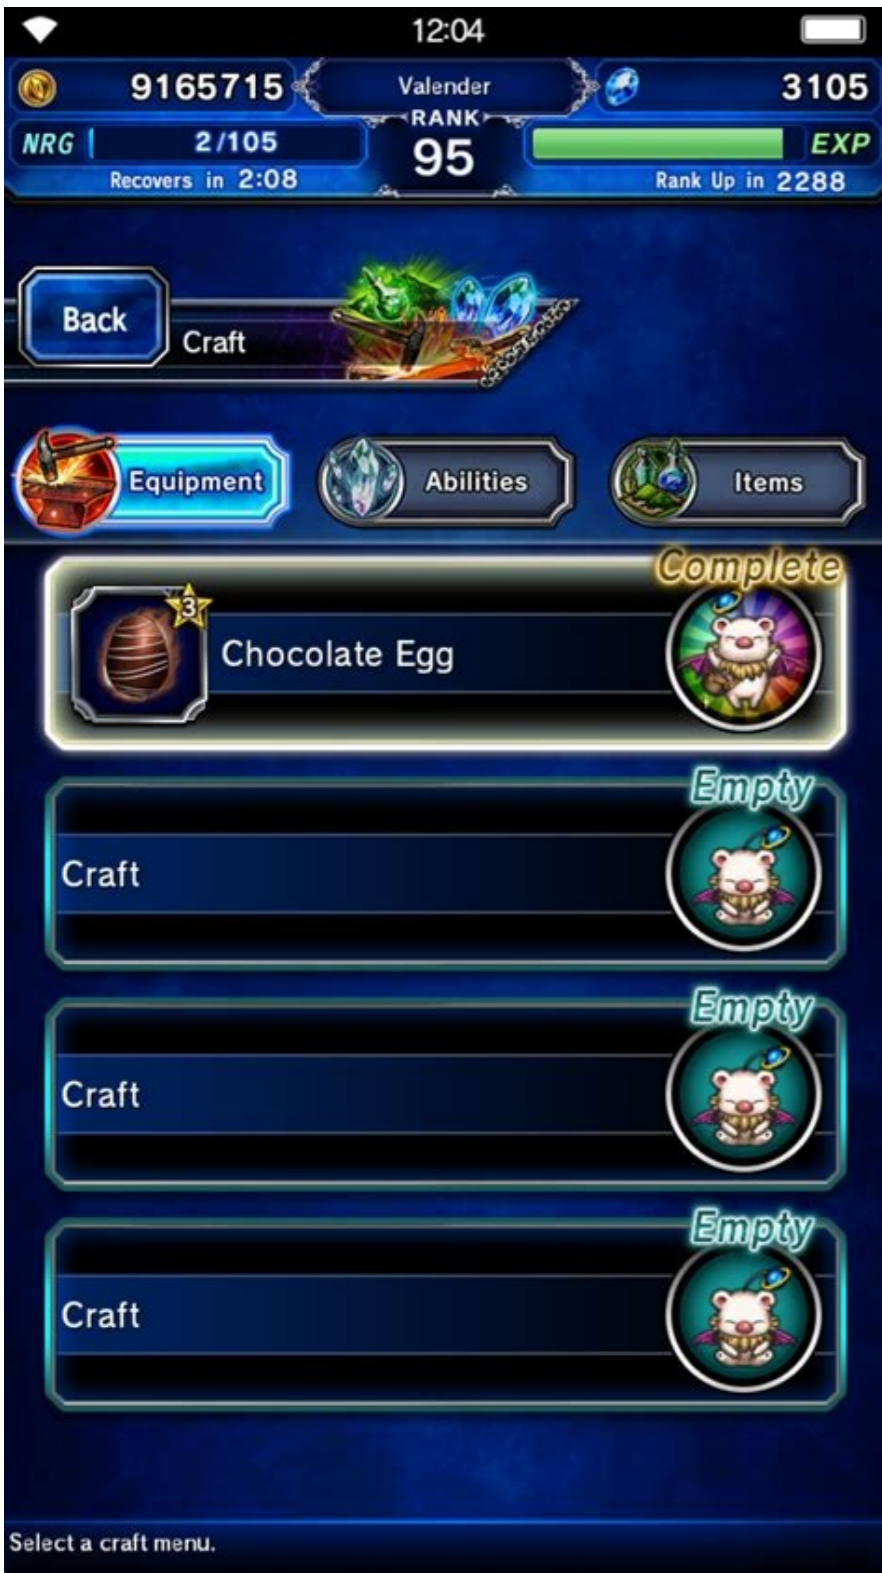 12:04
9165715 Valender 3105
NRG 2/105 RANK 95 EXP
Recovers in 2:08 Rank Up in 2288
Back
Craft
Equipment Abilities Items
Complete
3
Chocolate Egg
Empty
Craft
Empty
Craft
Empty
Craft
Select a craft menu.